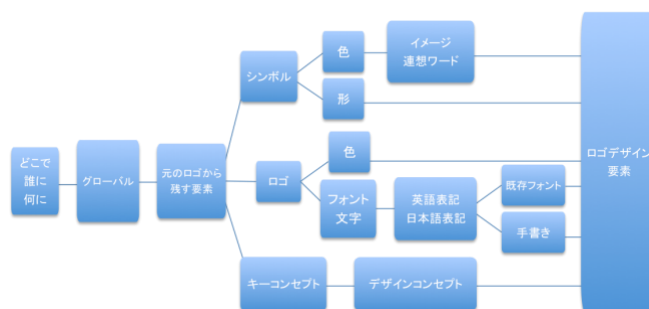 どこで
誰に
何に
グローバル
元のロゴから
残す要素
シンボル
色
イメージ
連想ワード
形
ロゴ
色
フォント
文字
英語表記
日本語表記
既存フォント
手書き
キーコンセプト
デザインコンセプト
ロゴデザイン
要素